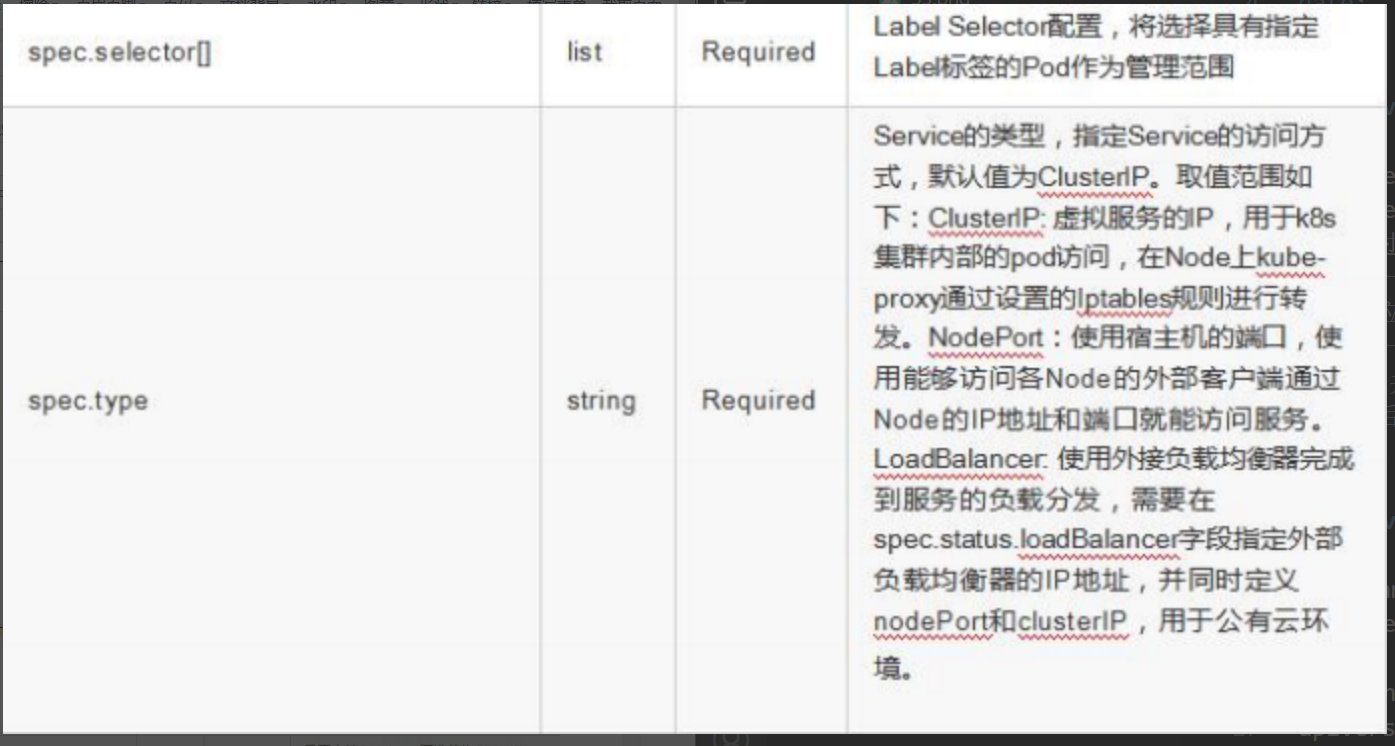 spec.selector[]
list
Required
Label Selector配置，将选择具有指定
Label标签的Pod作为管理范围
spec.type
string
Required
Service的类型，指定Service的访问方
式，默认值为ClusterIP。取值范围如
下：ClusterIP: 虚拟服务的IP，用于k8s
集群内部的pod访问，在Node上kube-
proxy通过设置的Iptables规则进行转
发。NodePort：使用宿主机的端口，使
用能够访问各Node的外部客户端通过
Node的IP地址和端口就能访问服务。
LoadBalancer: 使用外接负载均衡器完成
到服务的负载分发，需要在
spec.status.loadBalancer字段指定外部
负载均衡器的IP地址，并同时定义
nodePort和clusterIP，用于公有云环
境。